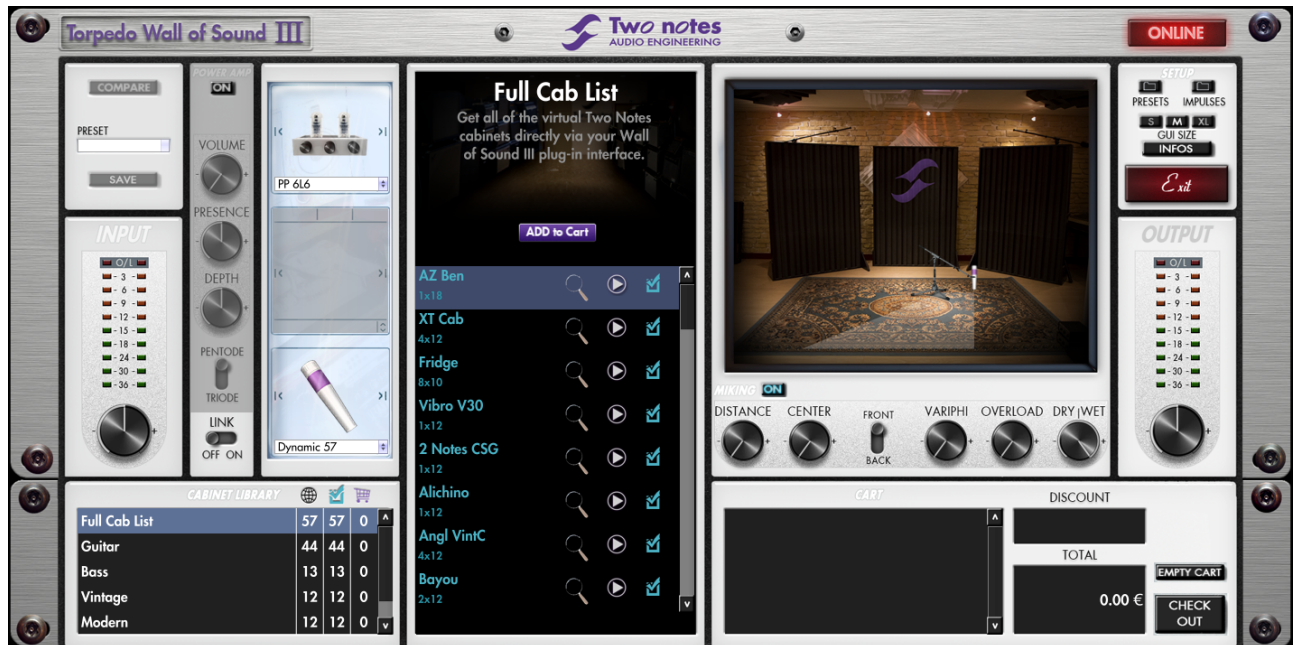 Torpedo Wall of Sound III
Two notes
AUDIO ENGINEERING
ONLINE
COMPARE
PRESET
SAVE
POWER AMP
ON
VOLUME
-
+
PRESENCE
-
+
DEPTH
-
+
PENTODE
TRIODE
LINK
OFF ON
INPUT
O/L
- 3 -
- 6 -
- 9 -
- 12 -
- 15 -
- 18 -
- 24 -
- 30 -
- 36 -
-
+
PP 6L6
Dynamic 57
Full Cab List
Get all of the virtual Two Notes
cabinets directly via your Wall
of Sound III plug-in interface.
ADD to Cart
AZ Ben
1x18
XT Cab
4x12
Fridge
8x10
Vibro V30
1x12
2 Notes CSG
1x12
Alichino
1x12
Angl VintC
4x12
Bayou
2x12
MIKING ON
DISTANCE CENTER FRONT VARIPHI OVERLOAD DRY | WET
BACK
SETUP
PRESETS IMPULSES
S M XL
GUI SIZE
INFOS
Exit
OUTPUT
O/L
- 3 -
- 6 -
- 9 -
- 12 -
- 15 -
- 18 -
- 24 -
- 30 -
- 36 -
-
+
CABINET LIBRARY
Full Cab List 57 57 0
Guitar 44 44 0
Bass 13 13 0
Vintage 12 12 0
Modern 12 12 0
CART
DISCOUNT
TOTAL
0.00 €
EMPTY CART
CHECK
OUT